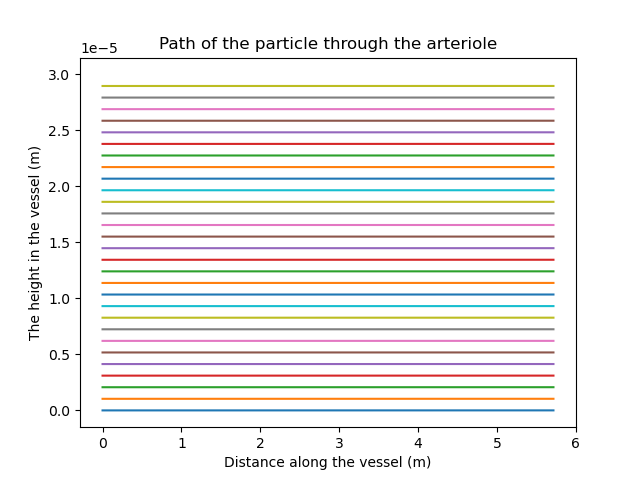 Path of the particle through the arteriole
1e−5
3.0
2.5
2.0
1.5
1.0
0.5
0.0
The height in the vessel (m)
0 1 2 3 4 5 6
Distance along the vessel (m)